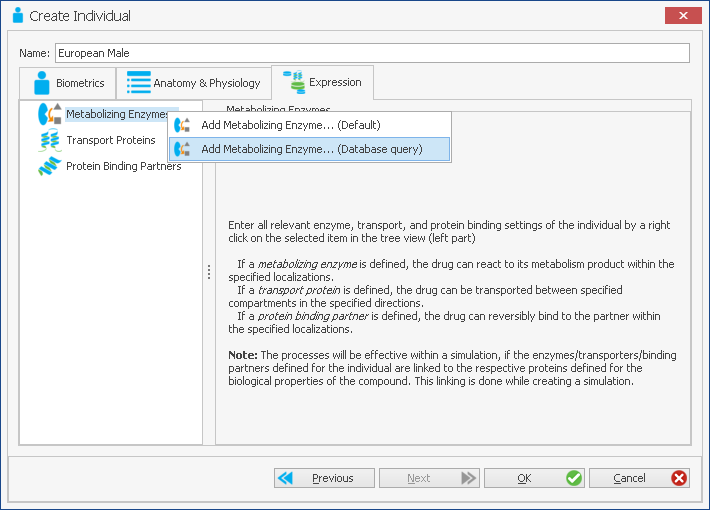 Create Individual
Name: European Male
Biometrics Anatomy & Physiology Expression
Metabolizing Enzymes Metabolizing Enzymes
Add Metabolizing Enzyme... (Default)
Transport Proteins
Add Metabolizing Enzyme... (Database query)
Protein Binding Partners
Enter all relevant enzyme, transport, and protein binding settings of the individual by a right
click on the selected item in the tree view (left part)
If a metabolizing enzyme is defined, the drug can react to its metabolism product within the
specified localizations.
If a transport protein is defined, the drug can be transported between specified
compartments in the specified directions.
If a protein binding partner is defined, the drug can reversibly bind to the partner within
the specified localizations.
Note: The processes will be effective within a simulation, if the enzymes/transporters/binding
partners defined for the individual are linked to the respective proteins defined for the
biological properties of the compound. This linking is done while creating a simulation.
Previous Next OK Cancel